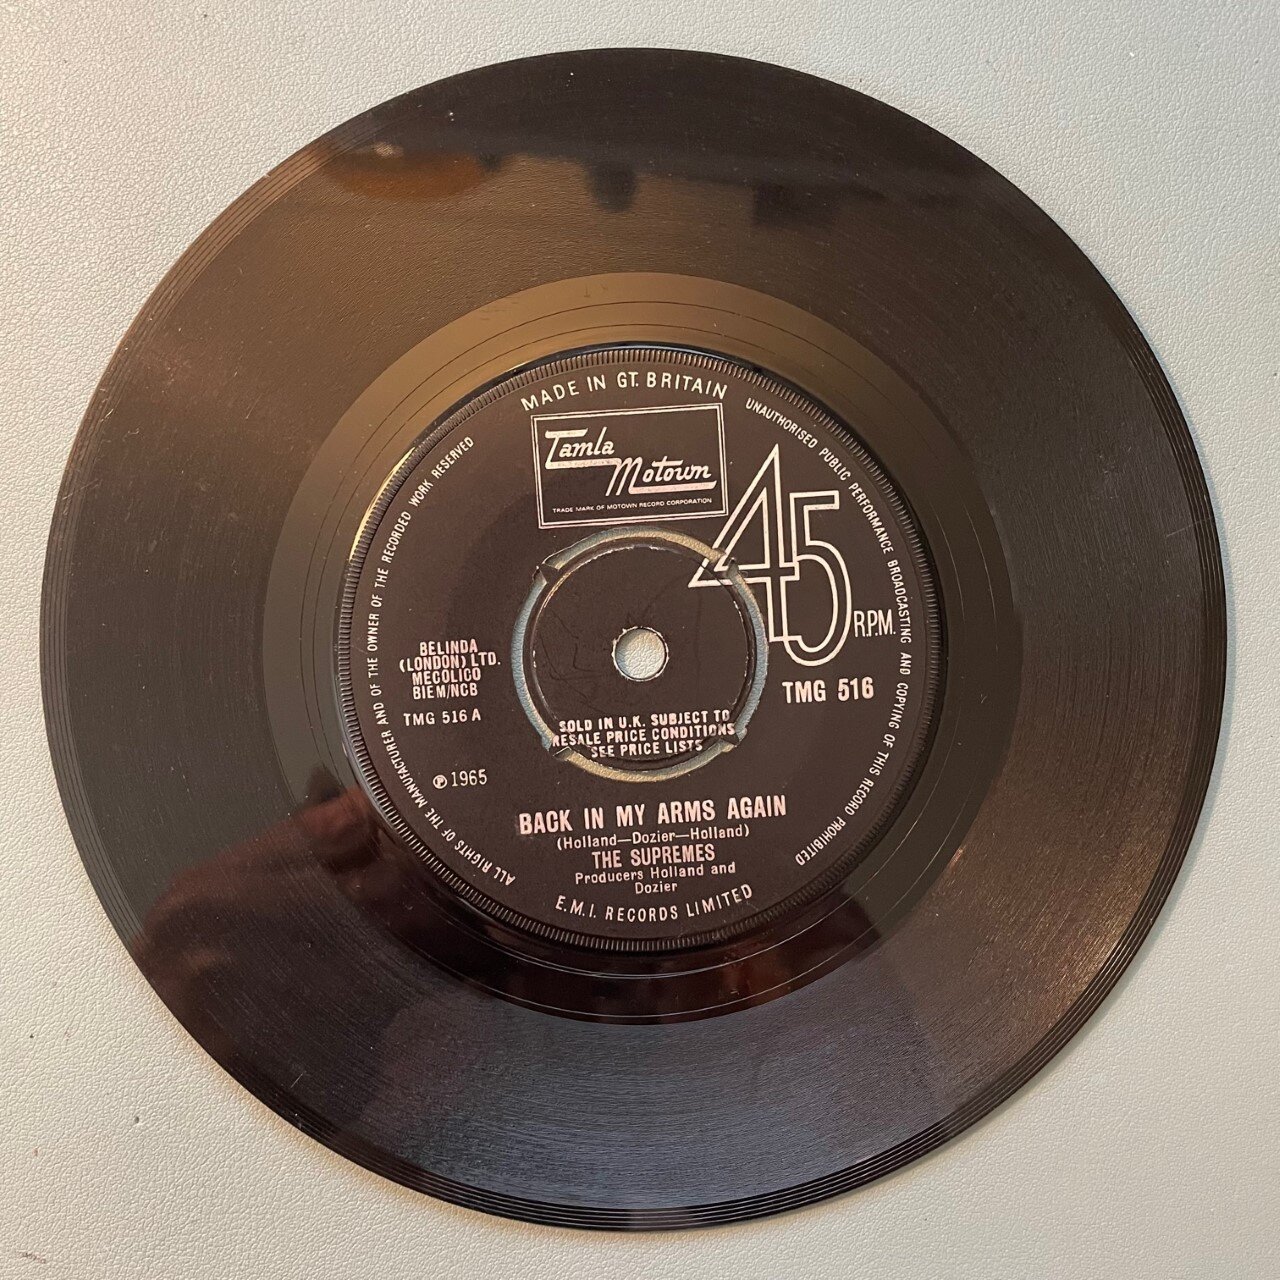 MADE IN GT. BRITAIN
UNAUTHORISED PUBLIC PERFORMANCE BROADCASTING AND COPYING OF THIS RECORD PROHIBITED
ALL RIGHTS OF THE MANUFACTURER AND OF THE OWNER OF THE RECORDED WORK RESERVED
Tamla
Motown
TRADE MARK OF MOTOWN RECORD CORPORATION
45
R.P.M.
BELINDA
(LONDON) LTD.
MECOLICO
BIEM/NCB
TMG 516 A
TMG 516
SOLD IN U.K. SUBJECT TO
RESALE PRICE CONDITIONS
SEE PRICE LISTS
℗ 1965
BACK IN MY ARMS AGAIN
(Holland—Dozier—Holland)
THE SUPREMES
Producers Holland and
Dozier
E.M.I. RECORDS LIMITED